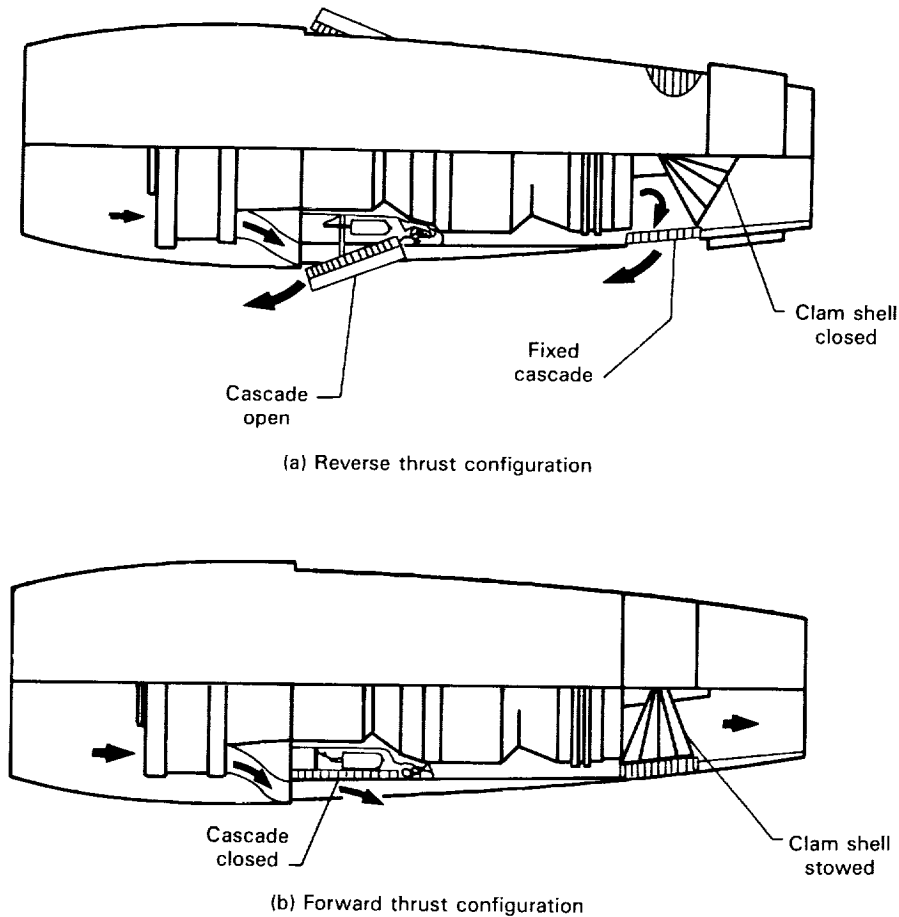 Clam shell
closed
Fixed
cascade
Cascade
open
(a) Reverse thrust configuration
Cascade
closed
Clam shell
stowed
(b) Forward thrust configuration